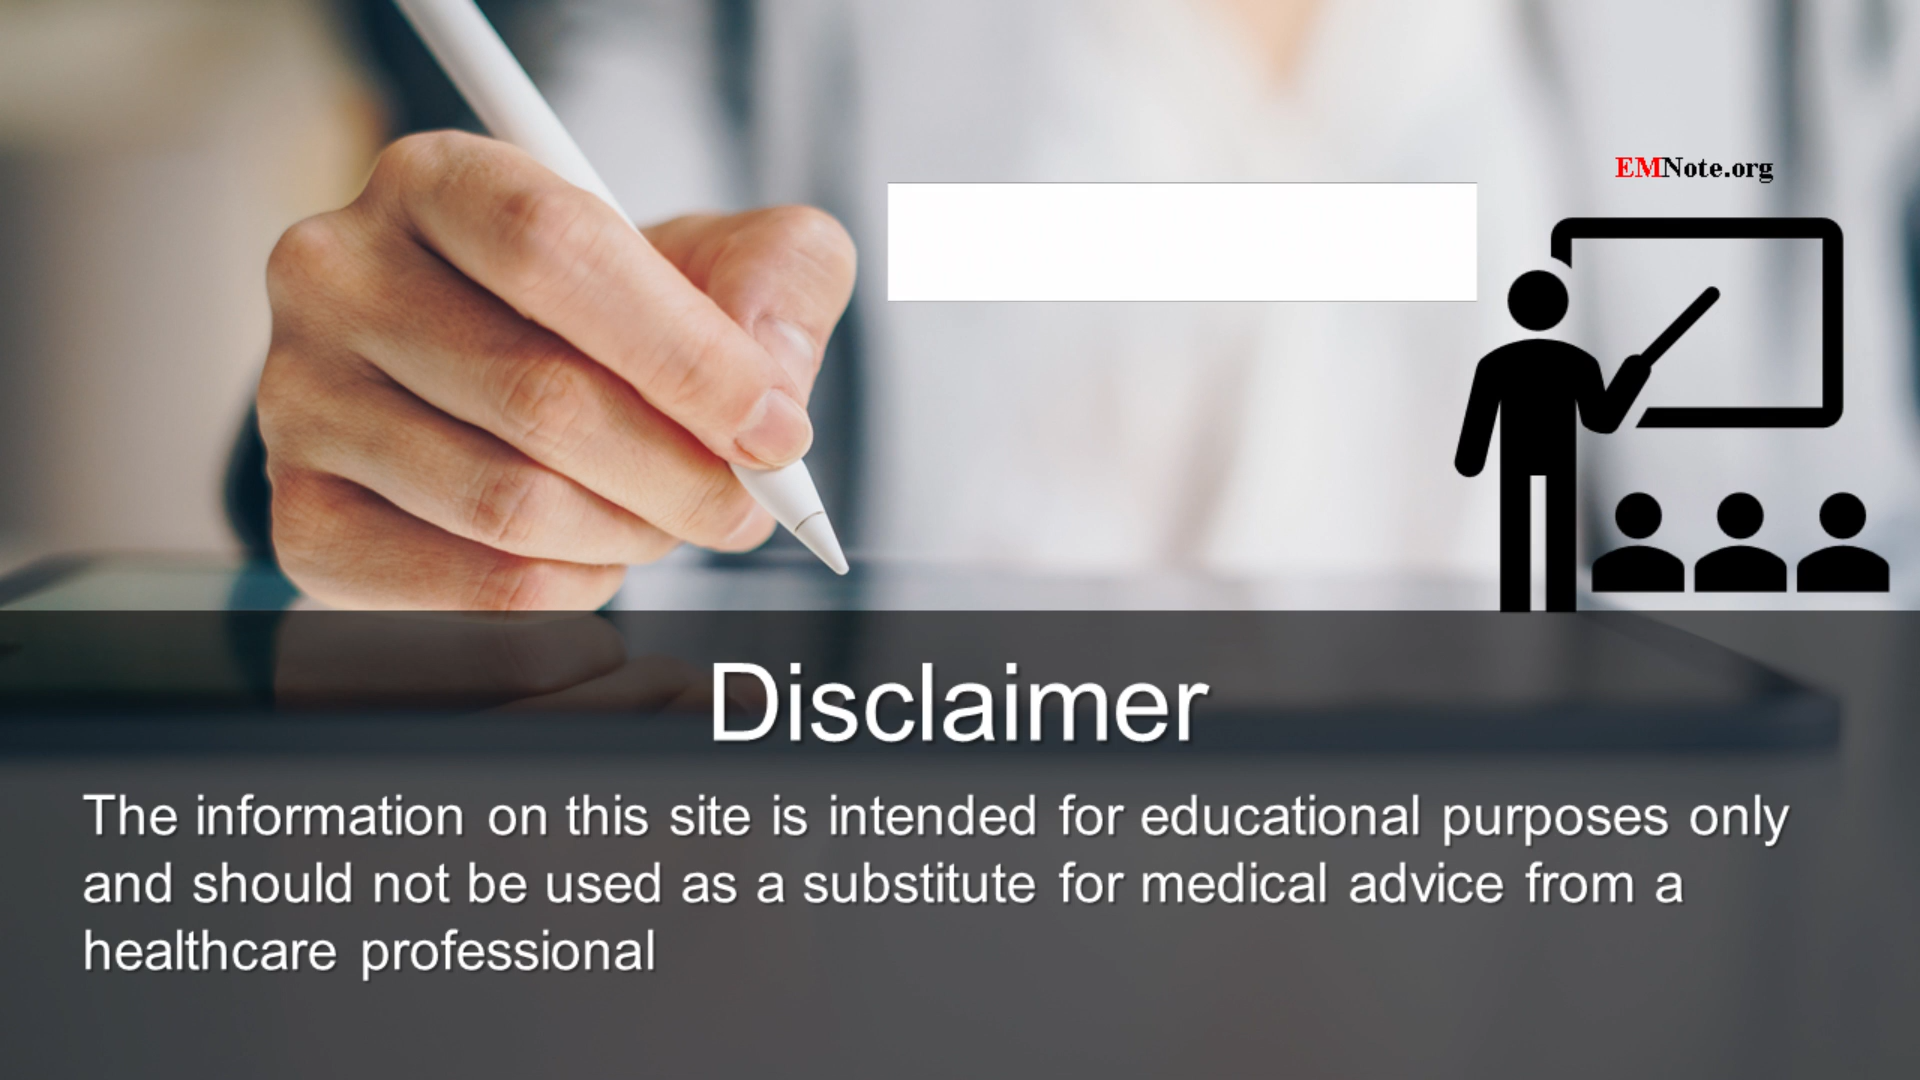 EMNote.org
Disclaimer
The information on this site is intended for educational purposes only
and should not be used as a substitute for medical advice from a
healthcare professional